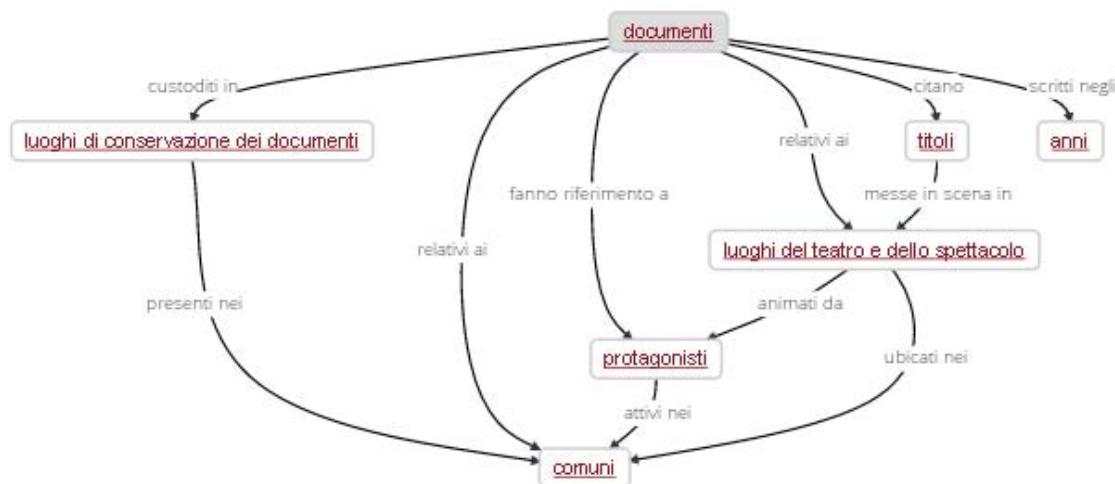 documenti
custoditi in
citano
scritti negli
luoghi di conservazione dei documenti
relativi ai
titoli
anni
fanno riferimento a
messe in scena in
relativi ai
luoghi del teatro e dello spettacolo
presenti nei
animati da
protagonisti
ubicati nei
attivi nei
comuni